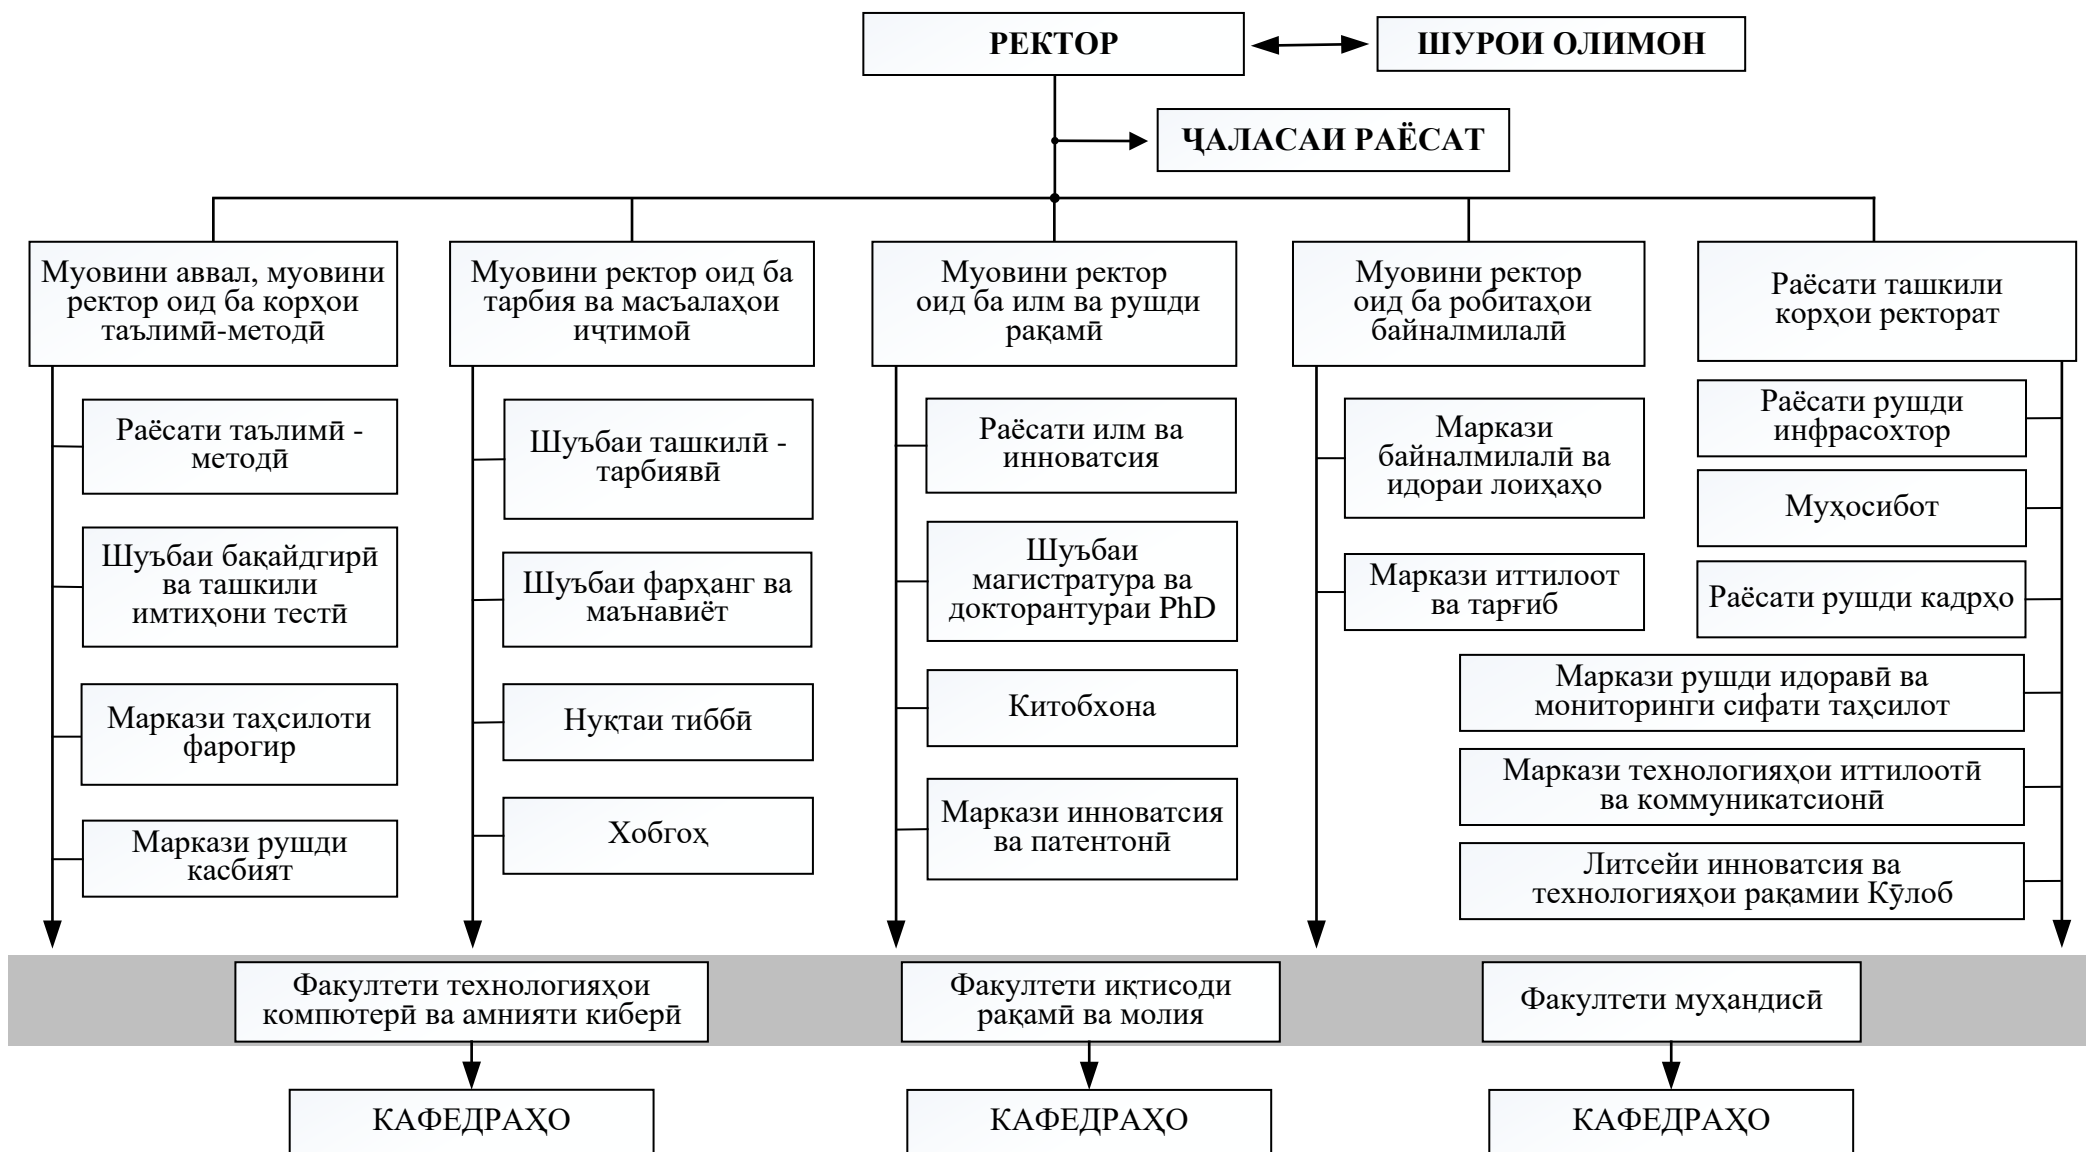 РЕКТОР
ШУРОИ ОЛИМОН
ҶАЛАСАИ РАЁСАТ
Муовини аввал, муовини
ректор оид ба корҳои
таълимӣ-методӣ
Раёсати таълимӣ -
методӣ
Шуъбаи бақайдгирӣ
ва ташкили
имтиҳони тестӣ
Маркази таҳсилоти
фарогир
Маркази рушди
касбият
Муовини ректор оид ба
тарбия ва масъалаҳои
иҷтимоӣ
Шуъбаи ташкилӣ -
тарбиявӣ
Шуъбаи фарҳанг ва
маънавиёт
Нуқтаи тиббӣ
Хобгоҳ
Муовини ректор
оид ба илм ва рушди
рақамӣ
Раёсати илм ва
инноватсия
Шуъбаи
магистратура ва
докторантураи PhD
Китобхона
Маркази инноватсия
ва патентонӣ
Муовини ректор
оид ба робитаҳои
байналмилалӣ
Маркази
байналмилалӣ ва
идораи лоиҳаҳо
Маркази иттилоот
ва тарғиб
Раёсати ташкили
корҳои ректорат
Раёсати рушди
инфрасохтор
Муҳосибот
Раёсати рушди кадрҳо
Маркази рушди идоравӣ ва
мониторинги сифати таҳсилот
Маркази технологияҳои иттилоотӣ
ва коммуникатсионӣ
Литсейи инноватсия ва
технологияҳои рақамии Кӯлоб
Факултети технологияҳои
компютерӣ ва амнияти киберӣ
Факултети иқтисоди
рақамӣ ва молия
Факултети муҳандисӣ
КАФЕДРАҲО
КАФЕДРАҲО
КАФЕДРАҲО